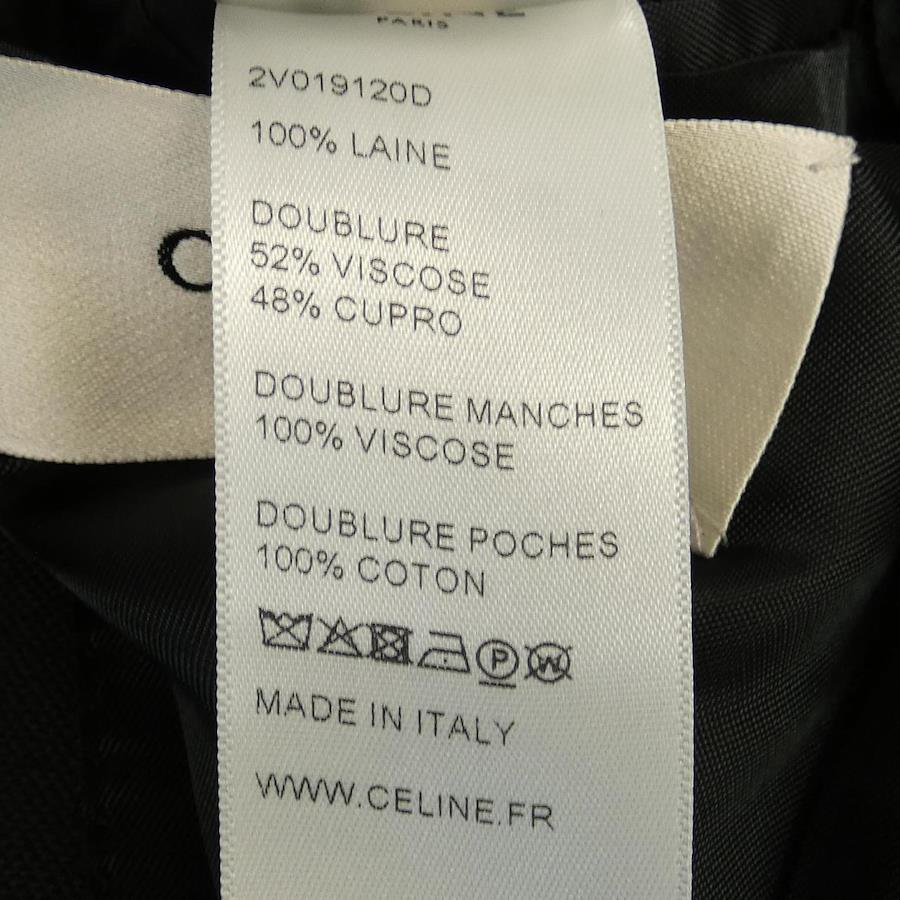 PARIS
2V019120D
100% LAINE
DOUBLURE
52% VISCOSE
48% CUPRO
DOUBLURE MANCHES
100% VISCOSE
DOUBLURE POCHES
100% COTON
P W
MADE IN ITALY
WWW.CELINE.FR